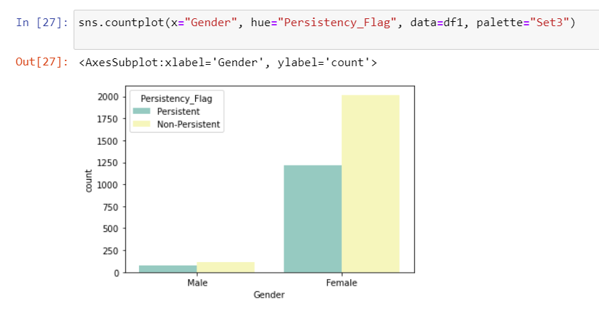 In [27]: sns.countplot(x="Gender", hue="Persistency_Flag", data=df1, palette="Set3")
Out[27]: <AxesSubplot:xlabel='Gender', ylabel='count'>
Persistency_Flag
Persistent
Non-Persistent
2000
1750
1500
1250
1000
750
500
250
0
count
Male Female
Gender